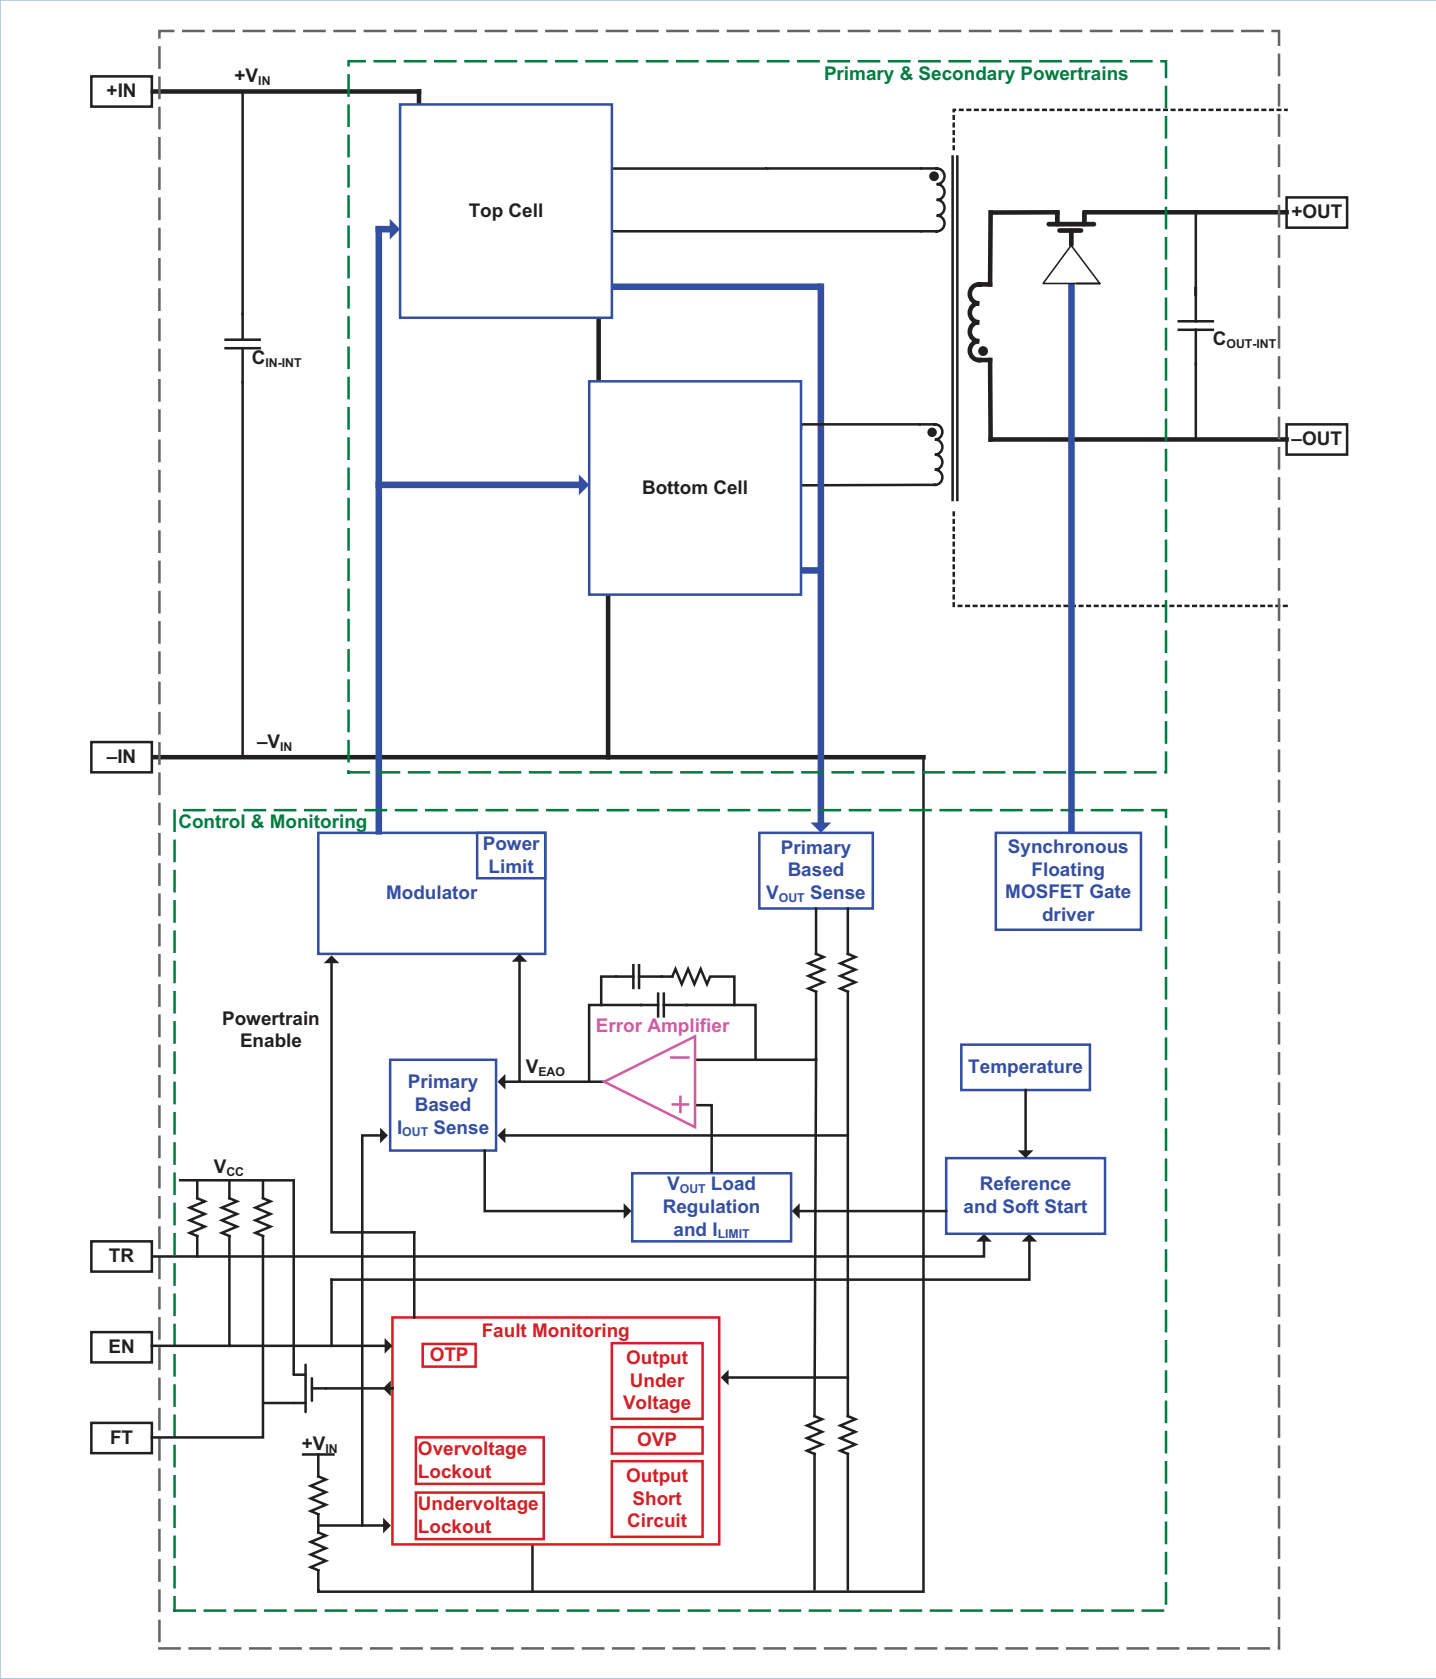 Primary & Secondary Powertrains
+IN
+VIN
Top Cell
+OUT
CIN-INT
COUT-INT
–OUT
Bottom Cell
–IN
–VIN
Control & Monitoring
Power
Limit
Modulator
Primary
Based
VOUT Sense
Synchronous
Floating
MOSFET Gate
driver
Powertrain
Enable
Error Amplifier
−
+
VEAO
Primary
Based
IOUT Sense
Temperature
VCC
VOUT Load
Regulation
and ILIMIT
Reference
and Soft Start
TR
EN
FT
Fault Monitoring
OTP
Output
Under
Voltage
OVP
Output
Short
Circuit
+VIN
Overvoltage
Lockout
Undervoltage
Lockout